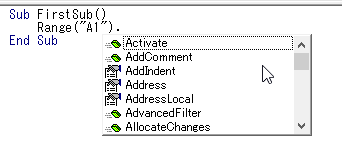 Sub FirstSub()
    Range("A1").
End Sub
Activate
AddComment
AddIndent
Address
AddressLocal
AdvancedFilter
AllocateChanges